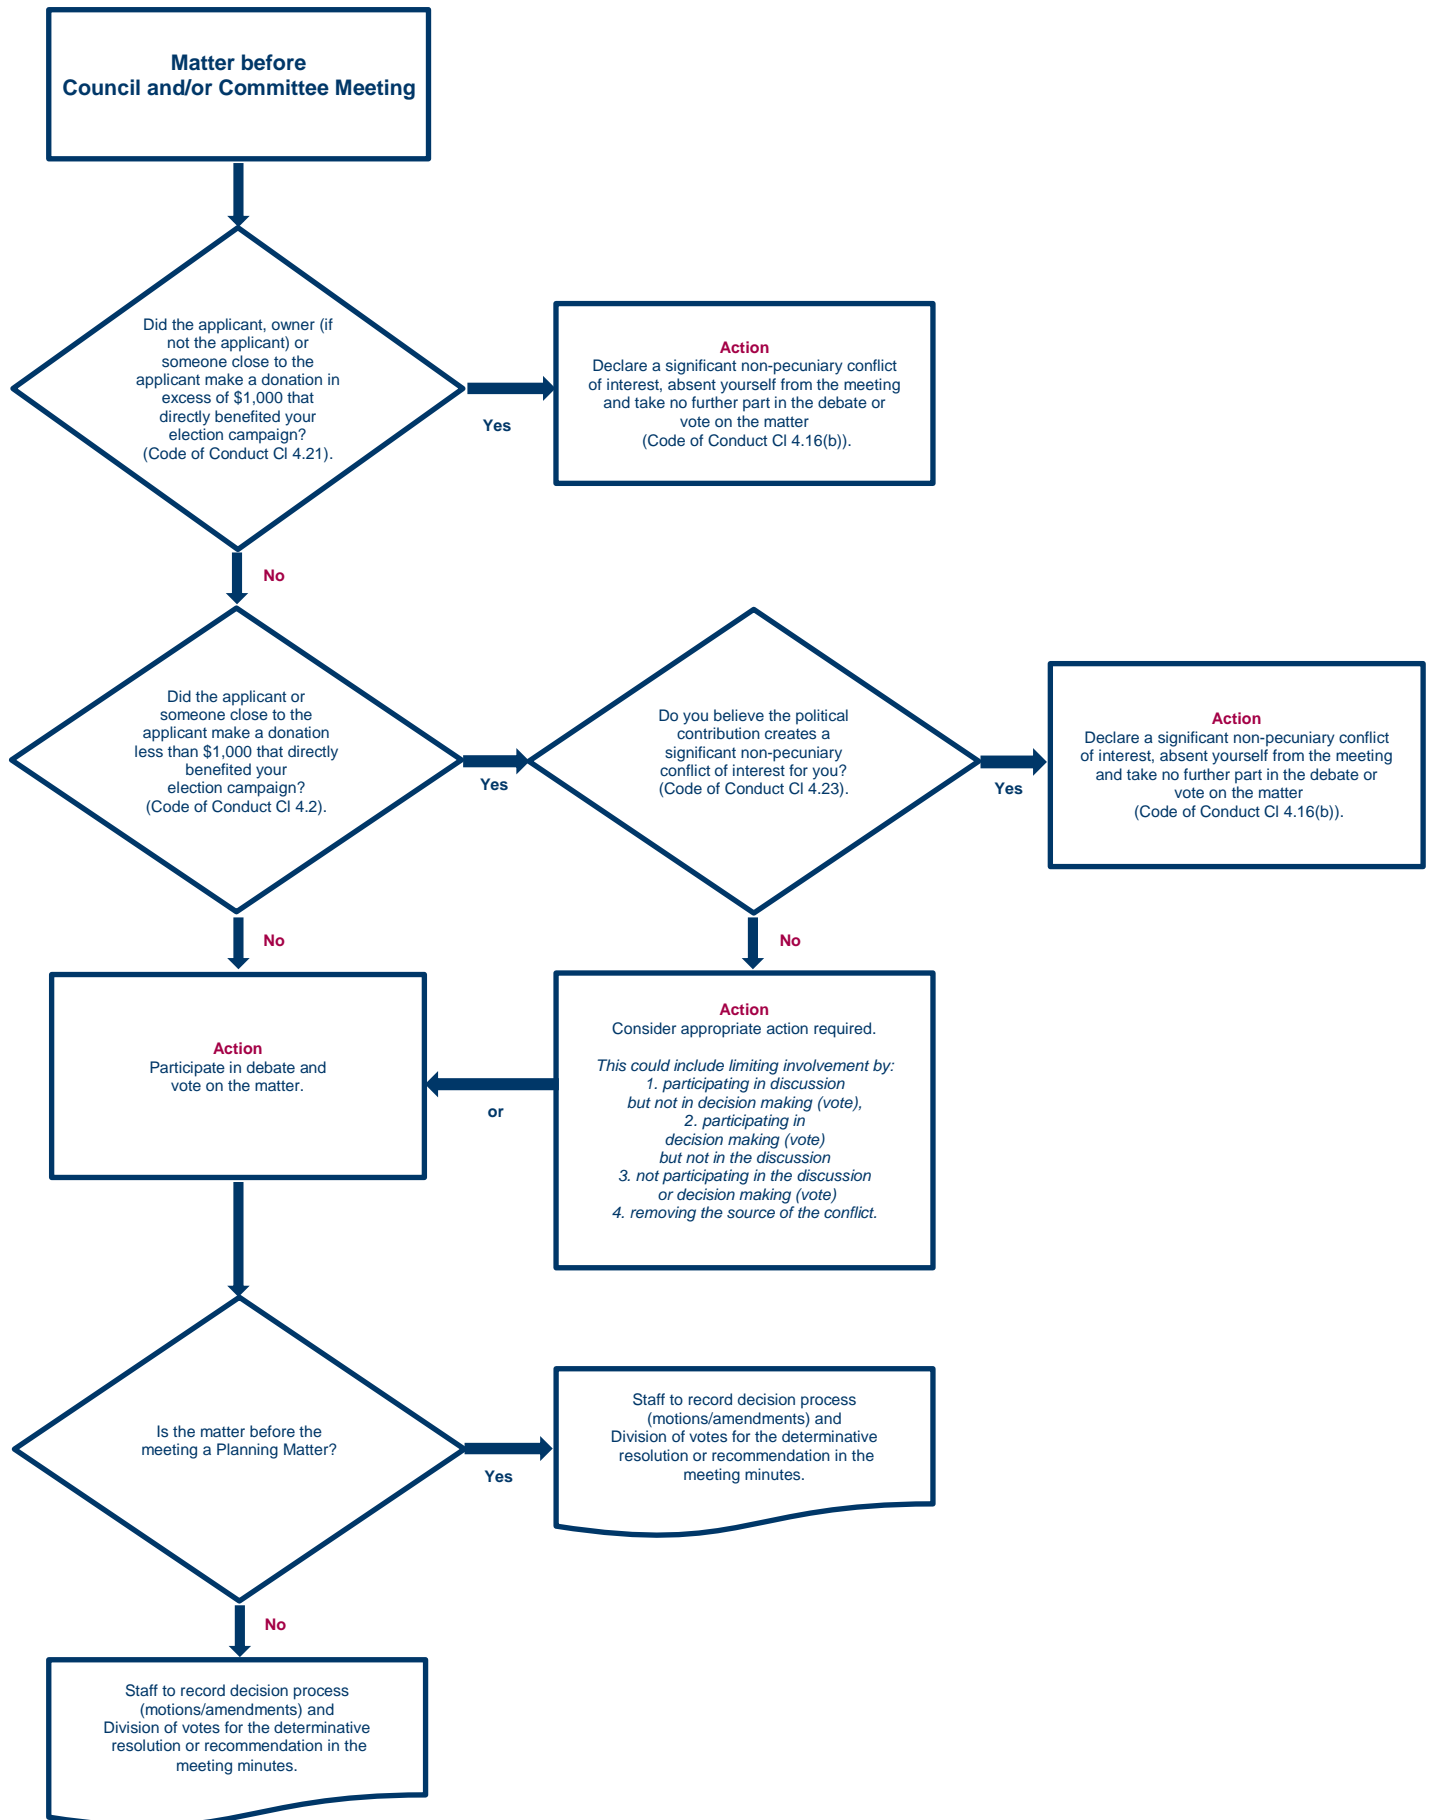 Matter before
Council and/or Committee Meeting
Did the applicant, owner (if
not the applicant) or
someone close to the
applicant make a donation in
excess of $1,000 that
directly benefited your
election campaign?
(Code of Conduct Cl 4.21).
Yes
Action
Declare a significant non-pecuniary conflict
of interest, absent yourself from the meeting
and take no further part in the debate or
vote on the matter
(Code of Conduct Cl 4.16(b)).
No
Did the applicant or
someone close to the
applicant make a donation
less than $1,000 that directly
benefited your
election campaign?
(Code of Conduct Cl 4.2).
Yes
Do you believe the political
contribution creates a
significant non-pecuniary
conflict of interest for you?
(Code of Conduct Cl 4.23).
Yes
Action
Declare a significant non-pecuniary conflict
of interest, absent yourself from the meeting
and take no further part in the debate or
vote on the matter
(Code of Conduct Cl 4.16(b)).
No
No
Action
Participate in debate and
vote on the matter.
or
Action
Consider appropriate action required.
This could include limiting involvement by:
1. participating in discussion
but not in decision making (vote),
2. participating in
decision making (vote)
but not in the discussion
3. not participating in the discussion
or decision making (vote)
4. removing the source of the conflict.
Is the matter before the
meeting a Planning Matter?
Yes
Staff to record decision process
(motions/amendments) and
Division of votes for the determinative
resolution or recommendation in the
meeting minutes.
No
Staff to record decision process
(motions/amendments) and
Division of votes for the determinative
resolution or recommendation in the
meeting minutes.